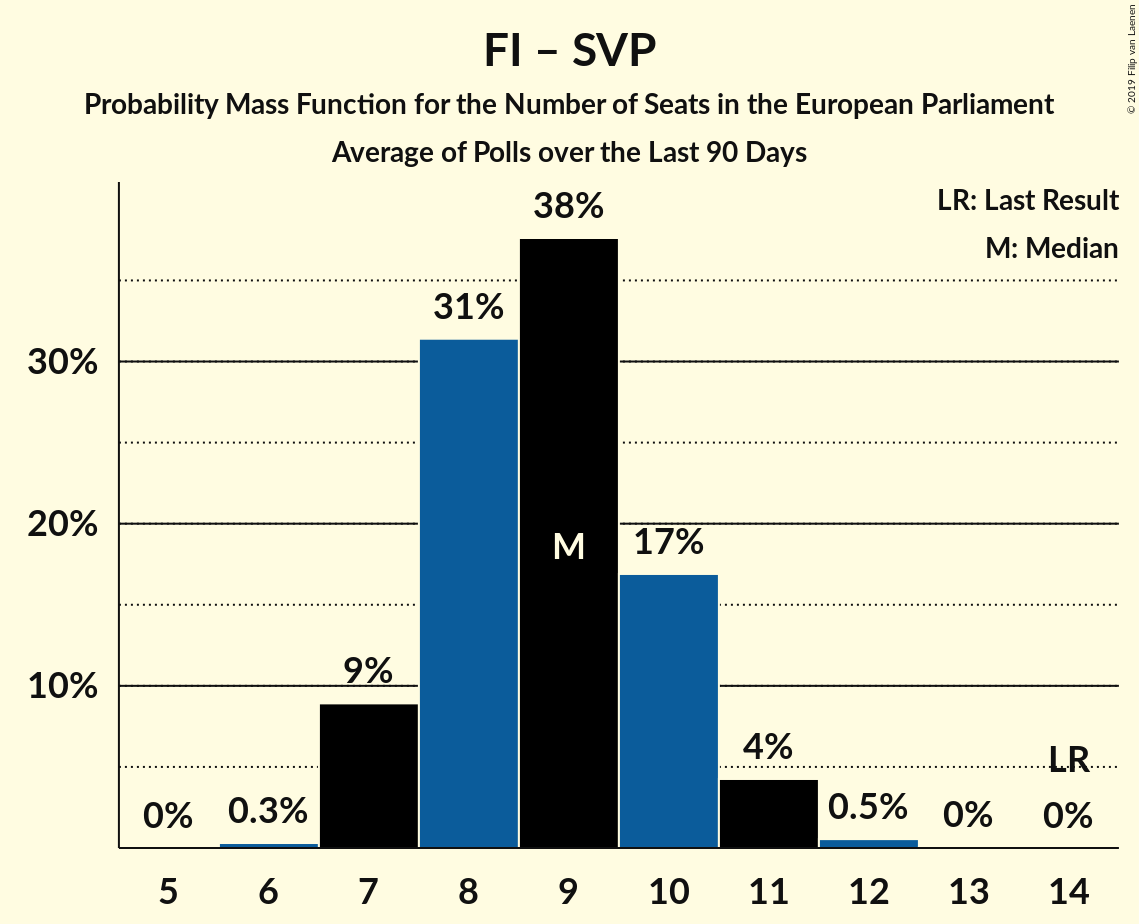 FI – SVP
Probability Mass Function for the Number of Seats in the European Parliament
Average of Polls over the Last 90 Days
© 2019 Filip van Laenen
LR: Last Result
M: Median
38%
31%
30%
20%
M
17%
10%
9%
4%
LR
0%
0.3%
0.5%
0%
0%
5 6 7 8 9 10 11 12 13 14